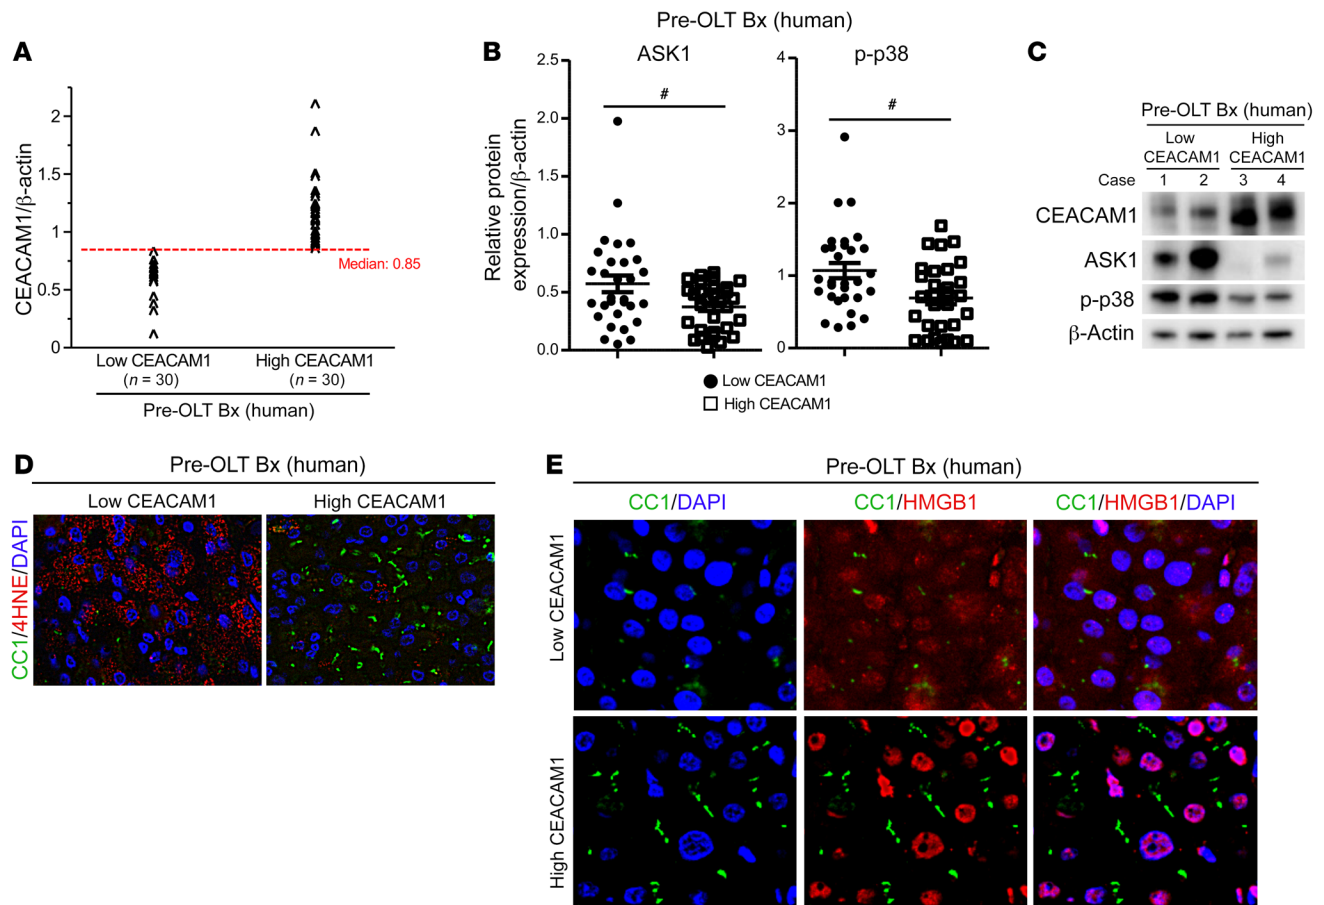 A
CEACAM1/β-actin
2
1.5
1
0.5
0
Median: 0.85
Low CEACAM1
(n = 30)
High CEACAM1
(n = 30)
Pre-OLT Bx (human)
B
Pre-OLT Bx (human)
ASK1
p-p38
Relative protein
expression/β-actin
2.5
2.0
1.5
1.0
0.5
0.0
#
4
3
2
1
0
#
Low CEACAM1
High CEACAM1
C
Pre-OLT Bx (human)
Low
CEACAM1
High
CEACAM1
Case 1 2 3 4
CEACAM1
ASK1
p-p38
β-Actin
D
Pre-OLT Bx (human)
Low CEACAM1
High CEACAM1
CC1/4HNE/DAPI
E
Pre-OLT Bx (human)
CC1/DAPI
CC1/HMGB1
CC1/HMGB1/DAPI
Low CEACAM1
High CEACAM1